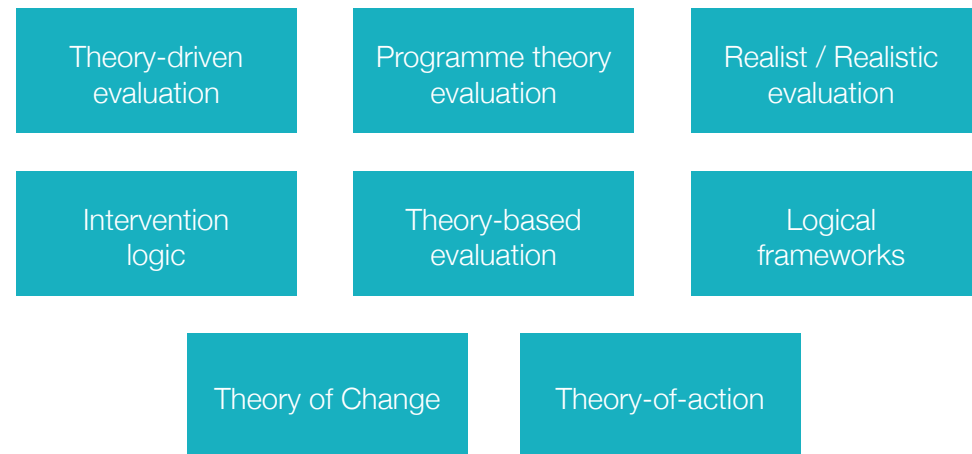 Theory-driven
evaluation
Programme theory
evaluation
Realist / Realistic
evaluation
Intervention
logic
Theory-based
evaluation
Logical
frameworks
Theory of Change
Theory-of-action